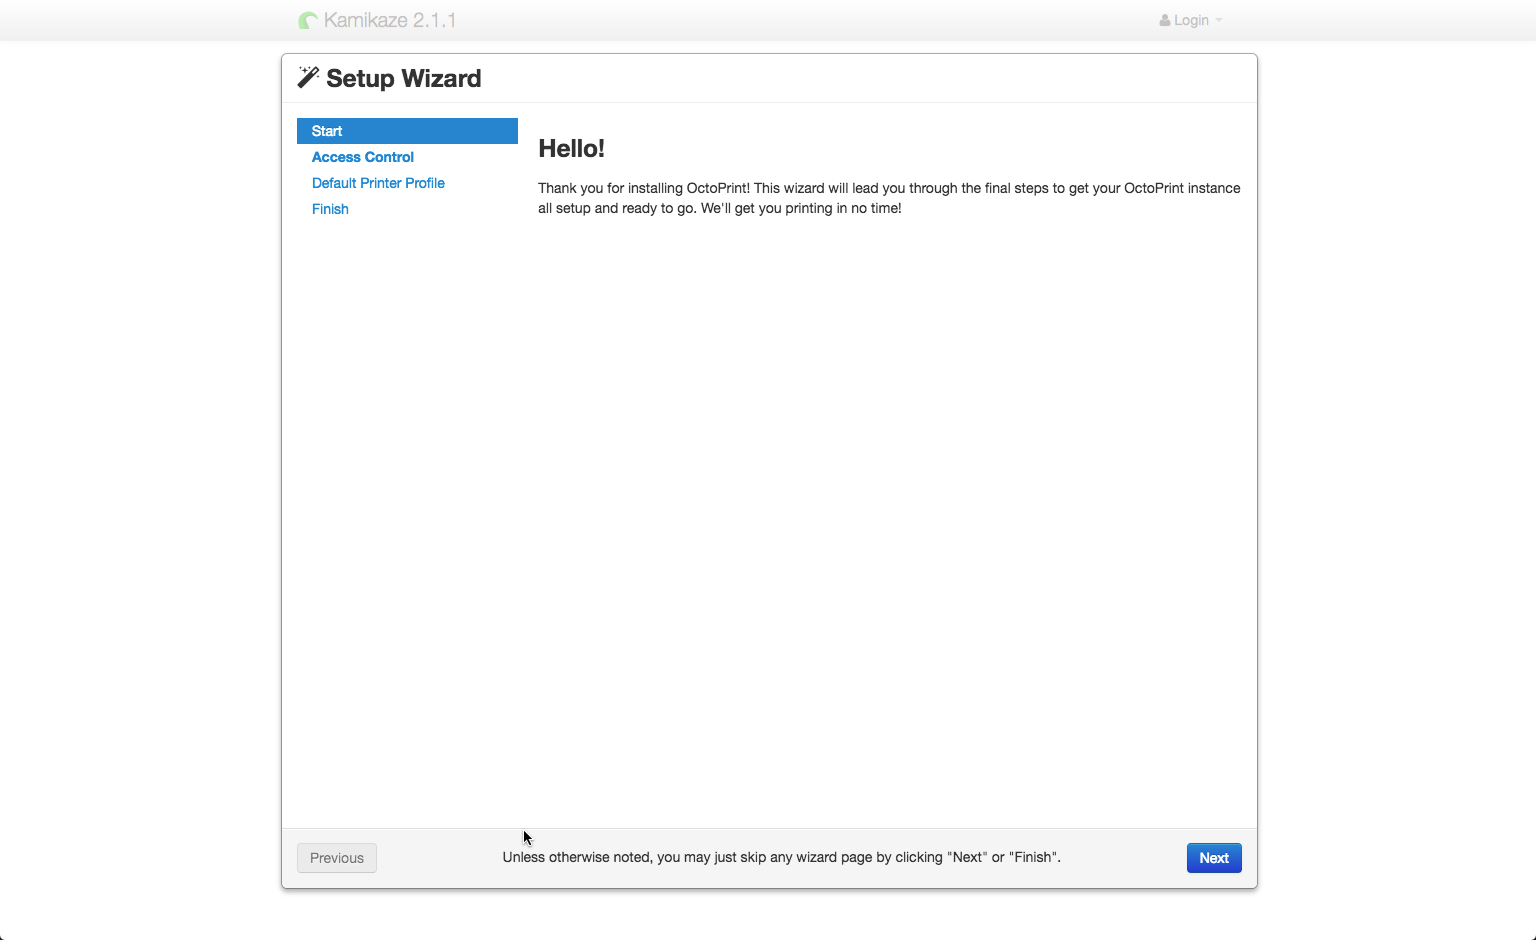 Kamikaze 2.1.1
Login
Setup Wizard
Start
Access Control
Default Printer Profile
Finish
Hello!
Thank you for installing OctoPrint! This wizard will lead you through the final steps to get your OctoPrint instance
all setup and ready to go. We'll get you printing in no time!
Previous
Unless otherwise noted, you may just skip any wizard page by clicking "Next" or "Finish".
Next